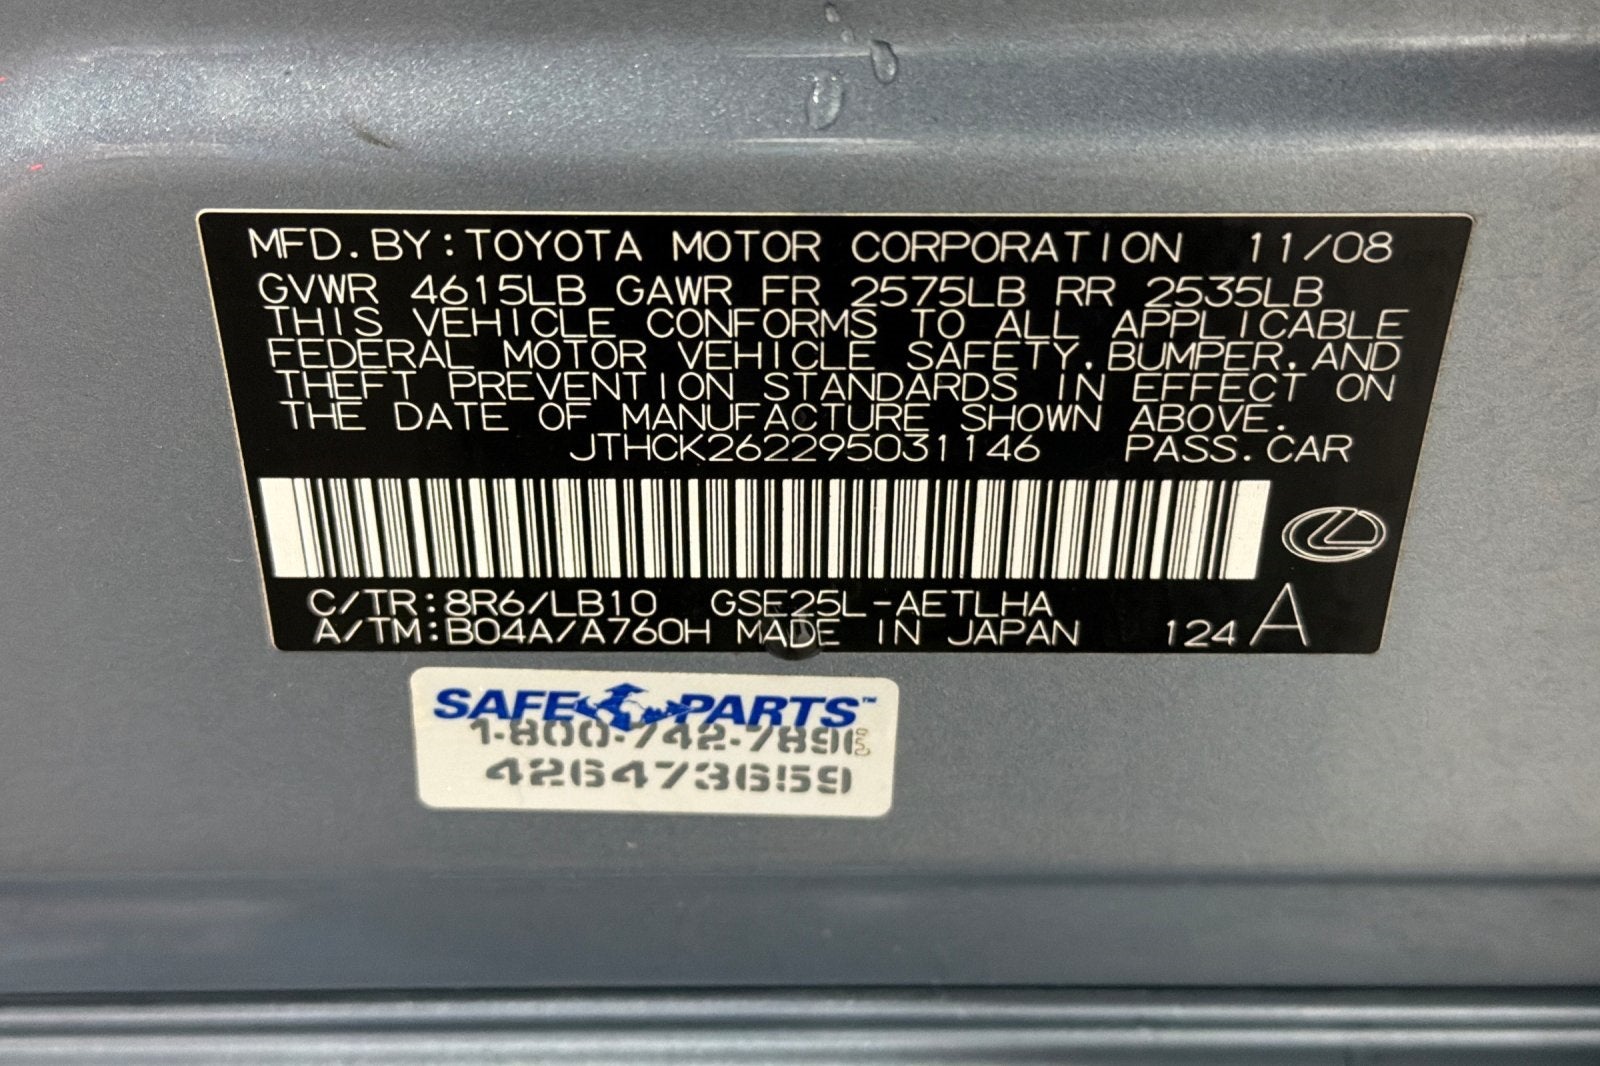 MFD.BY:TOYOTA MOTOR CORPORATION 11/08
GVWR 4615LB GAWR FR 2575LB RR 2535LB
THIS VEHICLE CONFORMS TO ALL APPLICABLE
FEDERAL MOTOR VEHICLE SAFETY,BUMPER,AND
THEFT PREVENTION STANDARDS IN EFFECT ON
THE DATE OF MANUFACTURE SHOWN ABOVE.
JTHCK262295031146 PASS.CAR
C/TR:8R6/LB10 GSE25L-AETLHA
A/TM:B04A/A760H MADE IN JAPAN 124 A
SAFE PARTS™
426473659